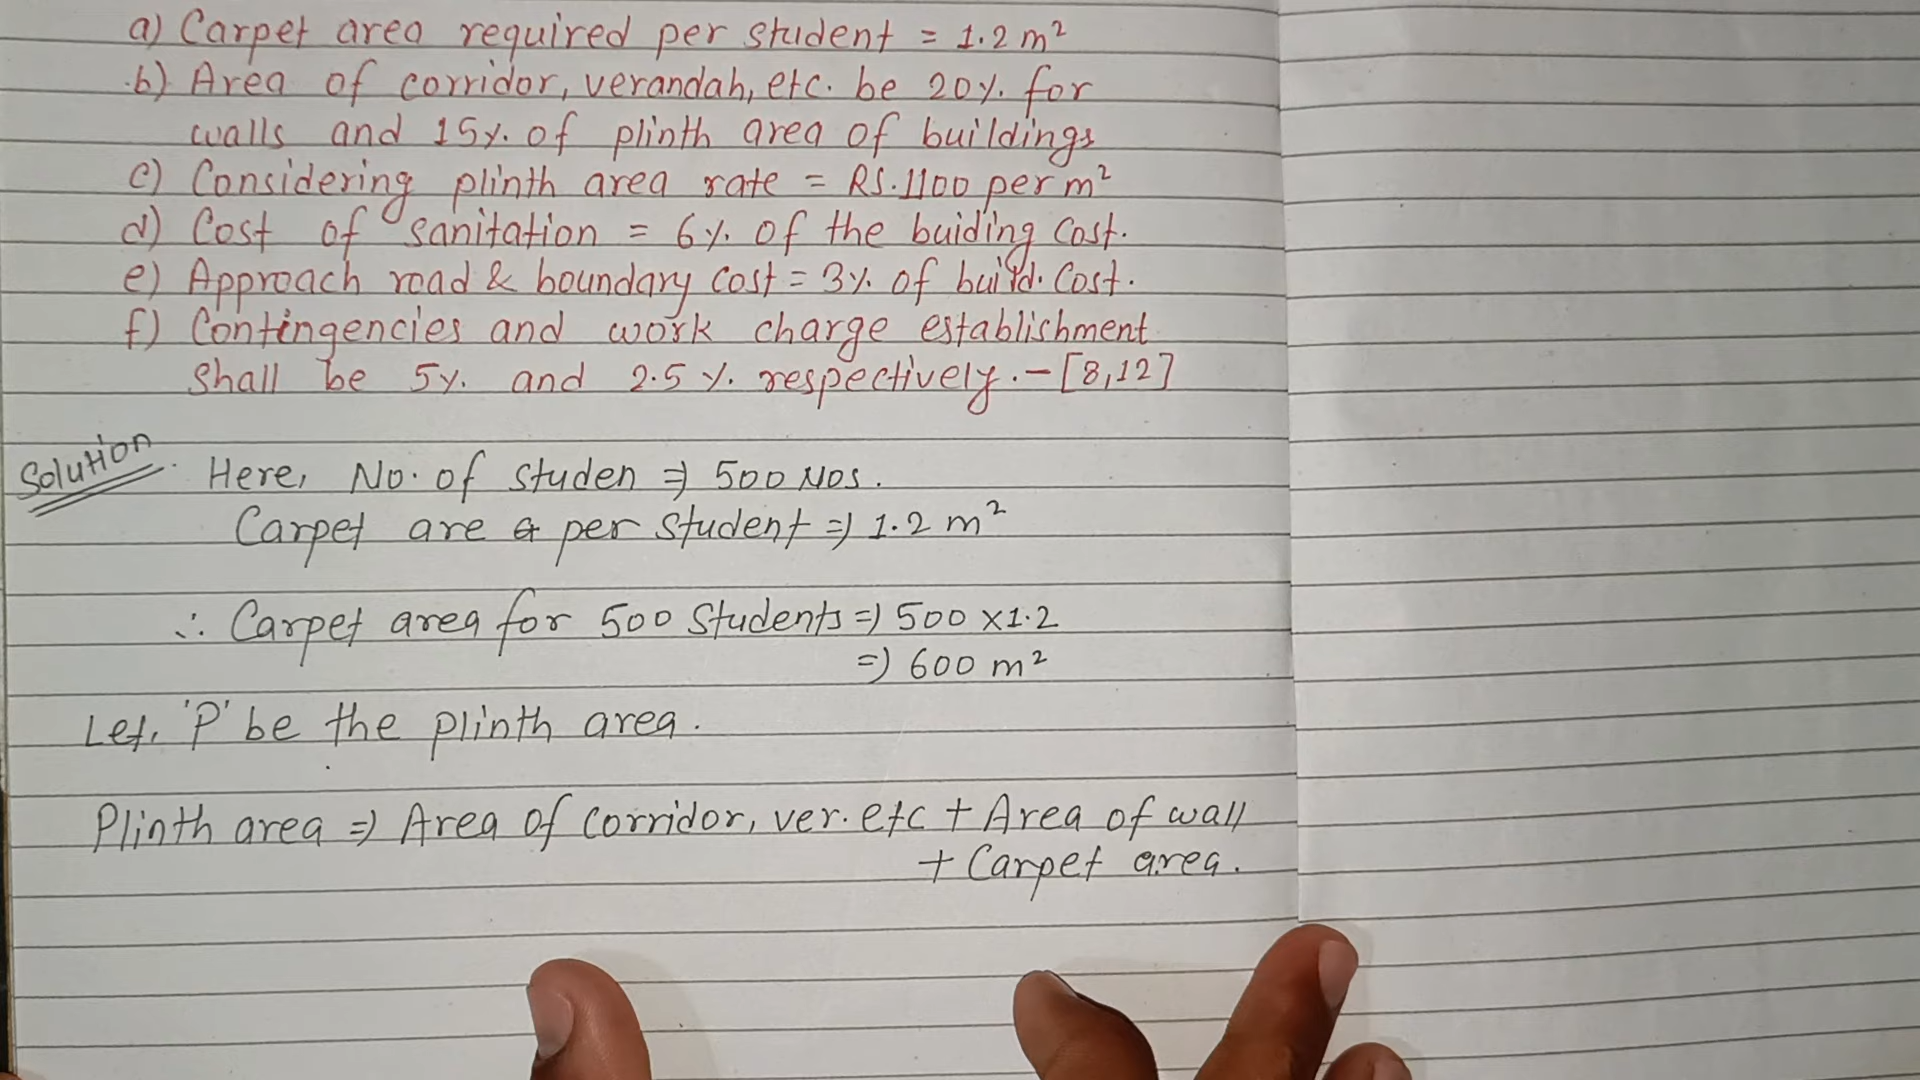 a) Carpet area required per student = 1.2 m²
b) Area of corridor, verandah, etc. be 20%. for
walls and 15%. of plinth area of buildings
c) Considering plinth area rate = RS.1100 per m²
d) Cost of sanitation = 6%. of the buiding Cost.
e) Approach road & boundary cost = 3%. of build. Cost.
f) Contingencies and work charge establishment
Shall be 5%. and 2.5%. respectively. - [8,12]
Solution. Here, No. of studen ⇒ 500 NOS.
Carpet are a per student ⇒ 1.2 m²
∴ Carpet area for 500 Students ⇒ 500 x1.2
⇒ 600 m²
Let, 'P' be the plinth area.
Plinth area ⇒ Area of corridor, ver. etc + Area of wall
+ Carpet area.